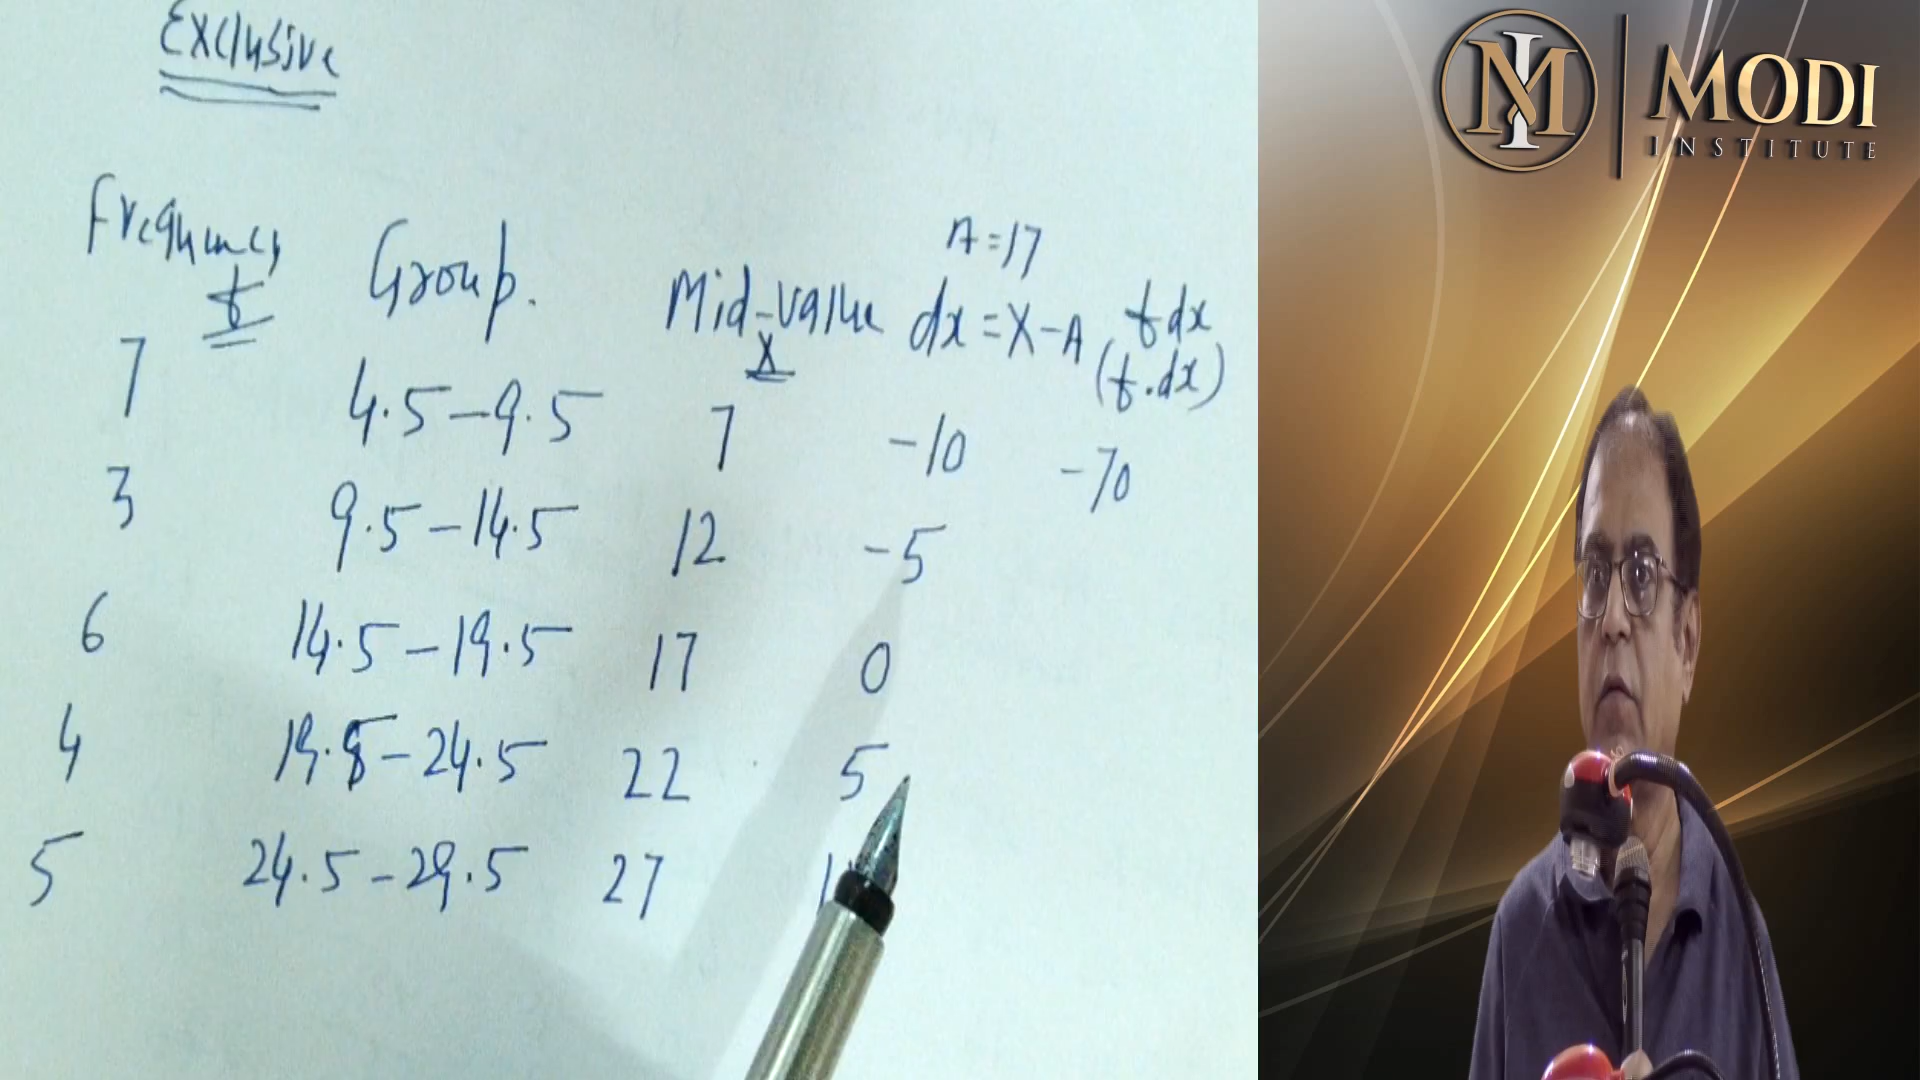 Exclusive
Frequency Group. Mid-value A=17
f X dx=X-A fdx
(f.dx)
7 4.5-9.5 7 -10 -70
3 9.5-14.5 12 -5
6 14.5-19.5 17 0
4 19.5-24.5 22 5
5 24.5-29.5 27 1
MI MODI
INSTITUTE